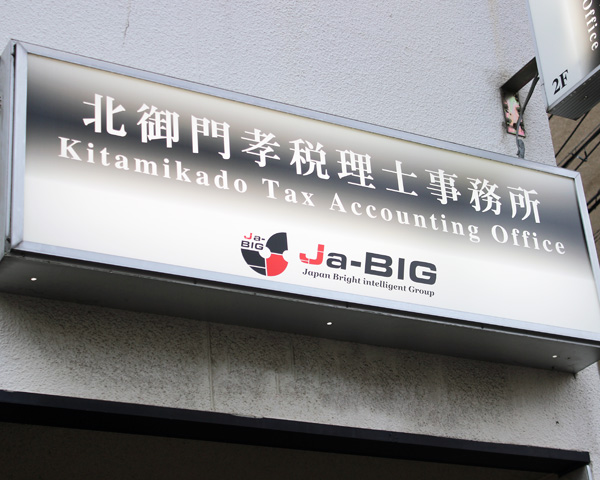 北御門孝税理士事務所
Kitamikado Tax Accounting Office
Ja-
BIG
Ja-BIG
Japan Bright intelligent Group
Office
2F